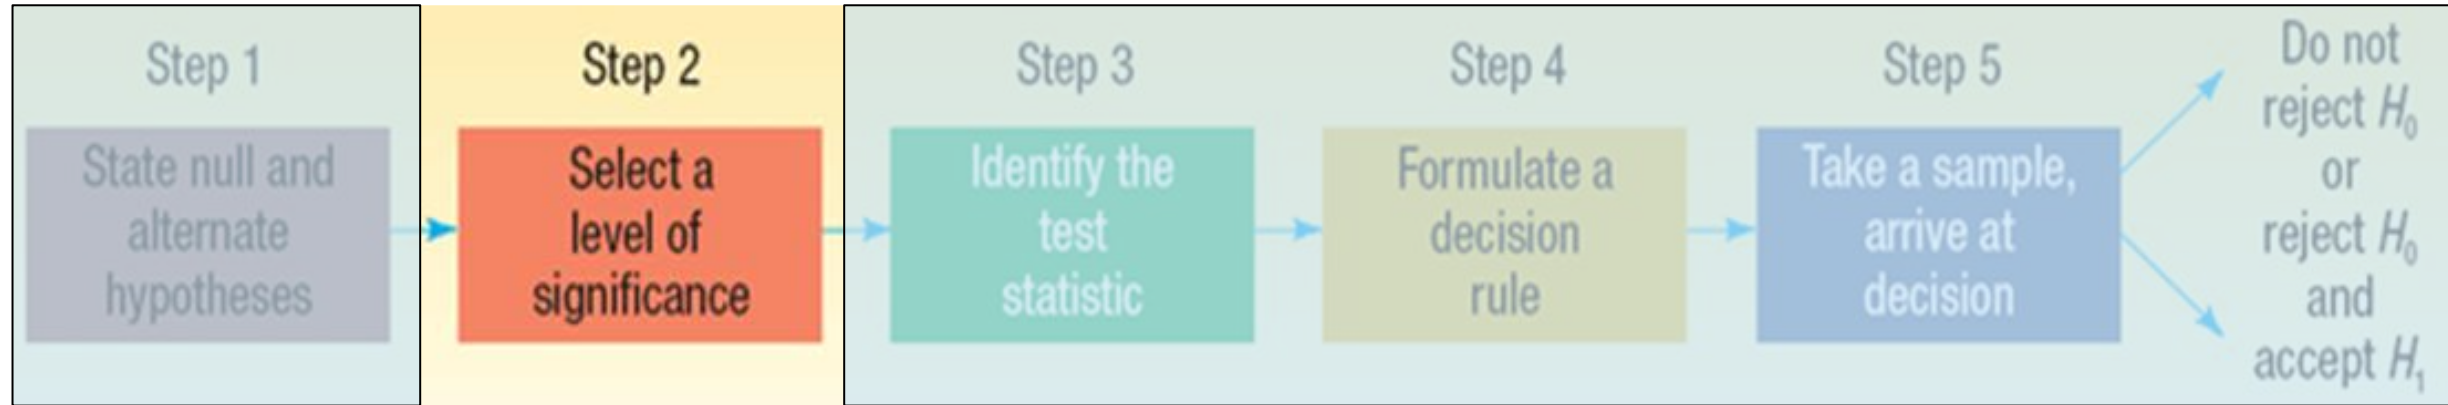 Step 1
State null and
alternate
hypotheses
Step 2
Select a
level of
significance
Step 3
Identify the
test
statistic
Step 4
Formulate a
decision
rule
Step 5
Take a sample,
arrive at
decision
Do not
reject H₀
or
reject H₀
and
accept H₁